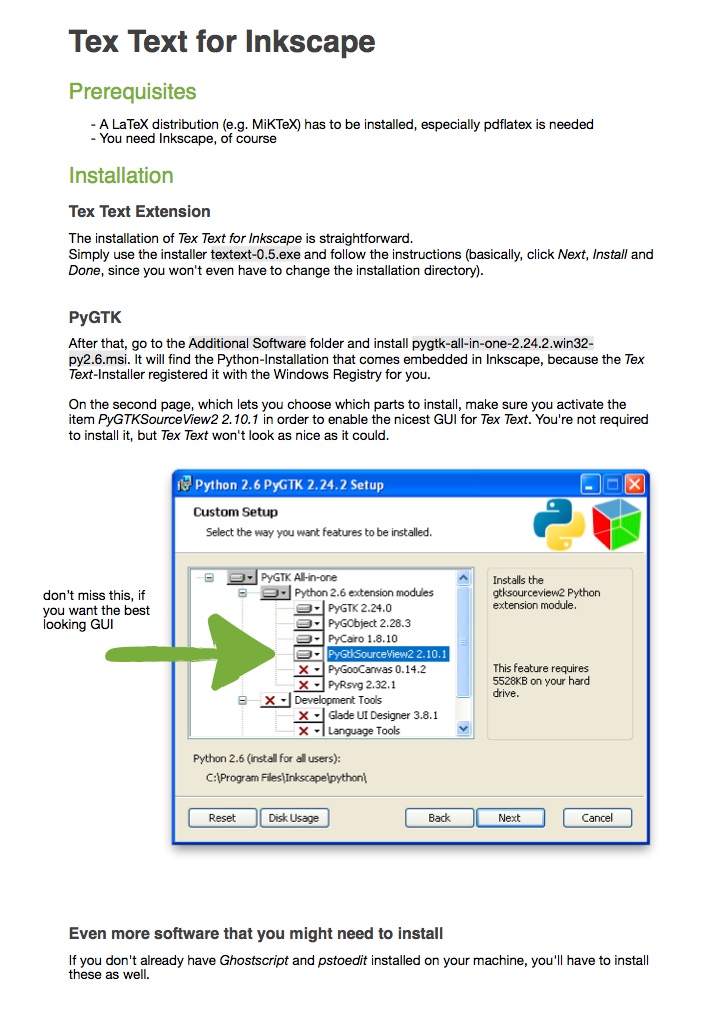 Tex Text for Inkscape
Prerequisites
- A LaTeX distribution (e.g. MiKTeX) has to be installed, especially pdflatex is needed
- You need Inkscape, of course
Installation
Tex Text Extension
The installation of Tex Text for Inkscape is straightforward.
Simply use the installer textext-0.5.exe and follow the instructions (basically, click Next, Install and
Done, since you won't even have to change the installation directory).
PyGTK
After that, go to the Additional Software folder and install pygtk-all-in-one-2.24.2.win32-
py2.6.msi. It will find the Python-Installation that comes embedded in Inkscape, because the Tex
Text-Installer registered it with the Windows Registry for you.
On the second page, which lets you choose which parts to install, make sure you activate the
item PyGTKSourceView2 2.10.1 in order to enable the nicest GUI for Tex Text. You're not required
to install it, but Tex Text won't look as nice as it could.
don't miss this, if
you want the best
looking GUI
Python 2.6 PyGTK 2.24.2 Setup
Custom Setup
Select the way you want features to be installed.
PyGTK All-in-one
Python 2.6 extension modules
PyGTK 2.24.0
PyGObject 2.28.3
PyCairo 1.8.10
PyGtkSourceView2 2.10.1
PyGooCanvas 0.14.2
PyRsvg 2.32.1
Development Tools
Glade UI Designer 3.8.1
Language Tools
Installs the
gtksourceview2 Python
extension module.
This feature requires
5528KB on your hard
drive.
Python 2.6 (install for all users):
C:\Program Files\Inkscape\python\
Reset Disk Usage Back Next Cancel
Even more software that you might need to install
If you don't already have Ghostscript and pstoedit installed on your machine, you'll have to install
these as well.